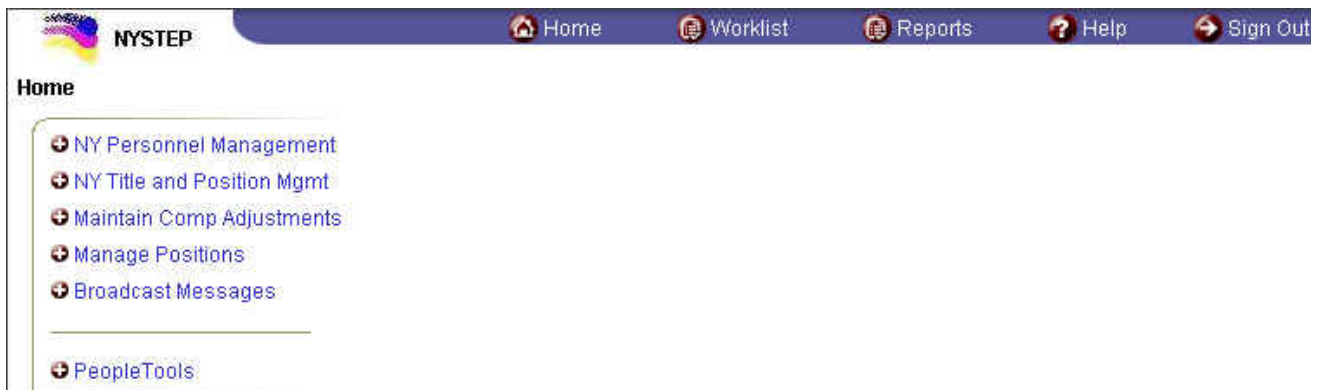 NYSTEP Home Worklist Reports Help Sign Out
Home
NY Personnel Management
NY Title and Position Mgmt
Maintain Comp Adjustments
Manage Positions
Broadcast Messages
PeopleTools